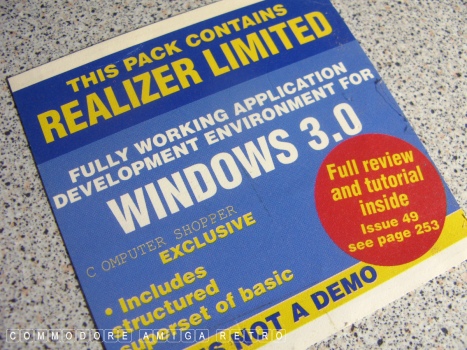 THIS PACK CONTAINS
REALIZER LIMITED
FULLY WORKING APPLICATION
DEVELOPMENT ENVIRONMENT FOR
WINDOWS 3.0
C OMPUTER SHOPPER
EXCLUSIVE
• Includes
structured
superset of basic
Full review
and tutorial
inside
Issue 49
see page 253
NOT A DEMO
COMMODORE AMIGA RETRO